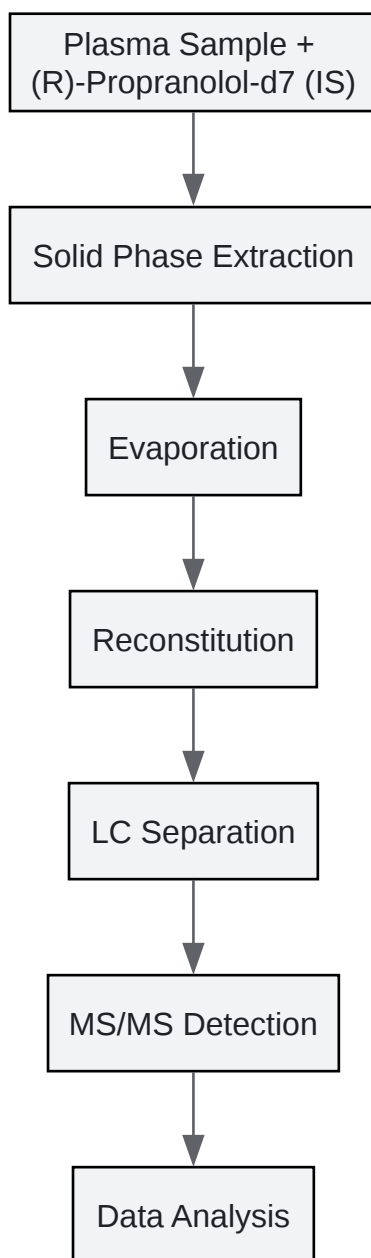 Plasma Sample +
(R)-Propranolol-d7 (IS)
Solid Phase Extraction
Evaporation
Reconstitution
LC Separation
MS/MS Detection
Data Analysis